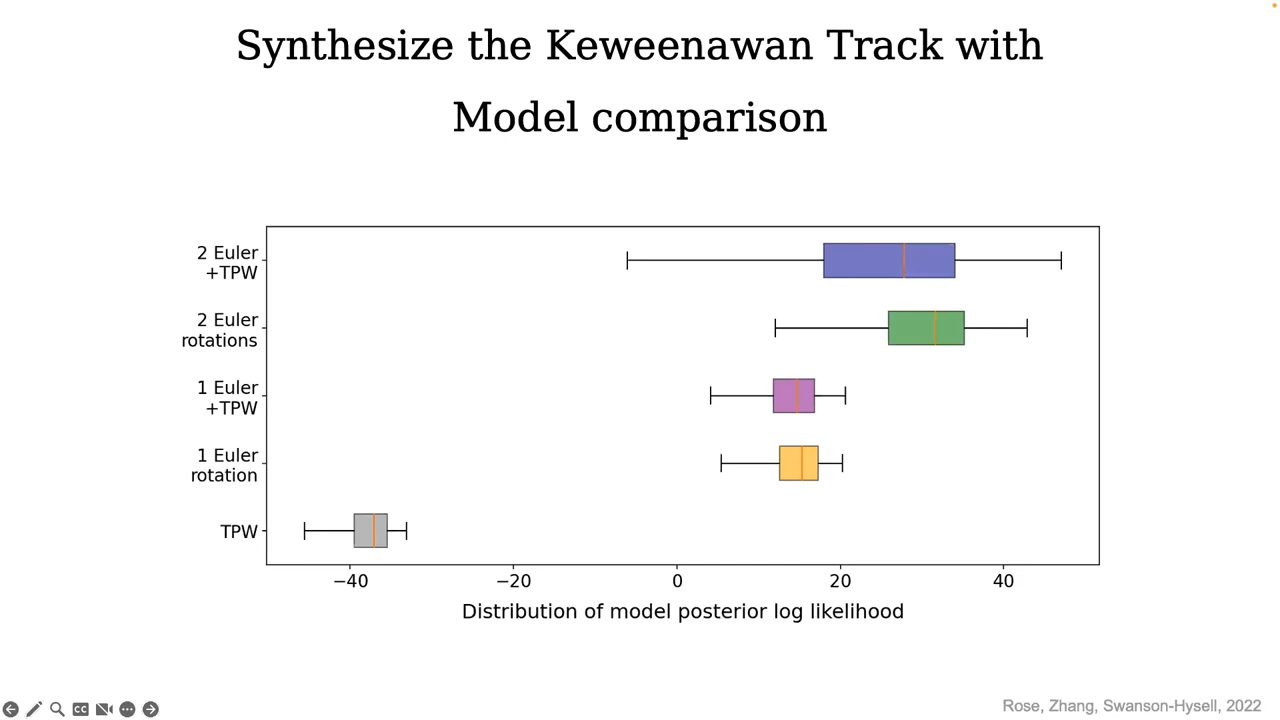 Synthesize the Keweenawan Track with
Model comparison
2 Euler
+TPW
2 Euler
rotations
1 Euler
+TPW
1 Euler
rotation
TPW
−40 −20 0 20 40
Distribution of model posterior log likelihood
CC
Rose, Zhang, Swanson-Hysell, 2022